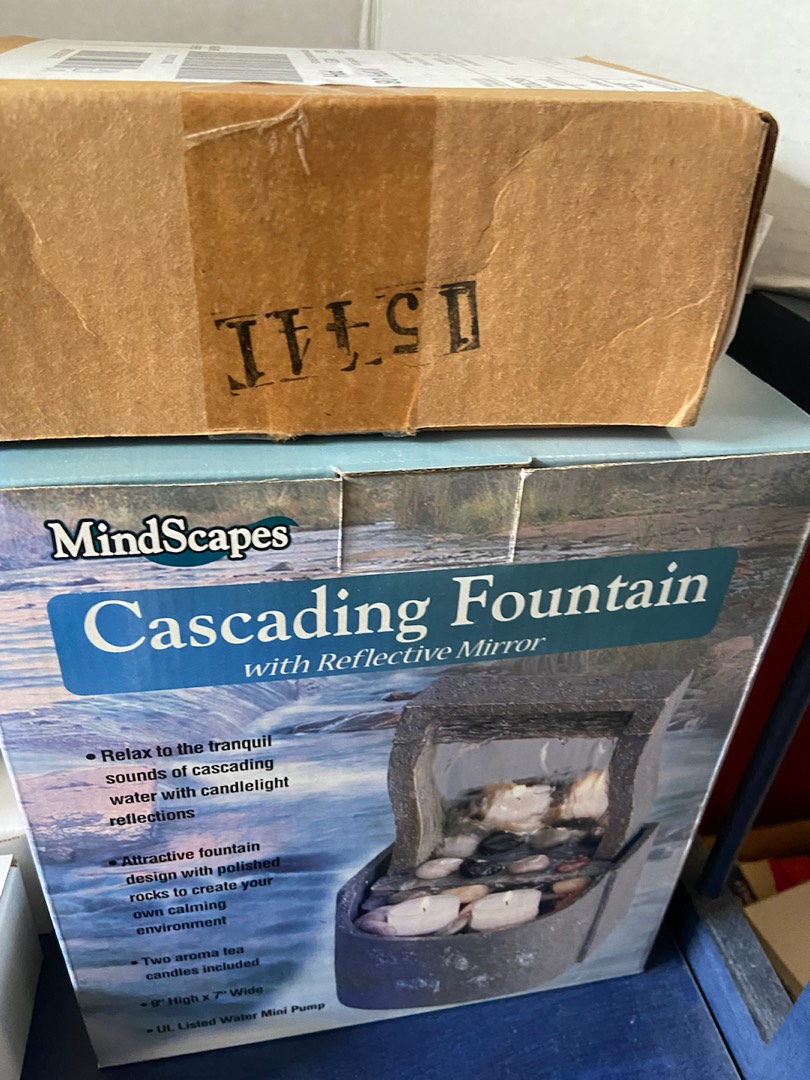 MindScapes
Cascading Fountain
with Reflective Mirror
• Relax to the tranquil
sounds of cascading
water with candlelight
reflections
• Attractive fountain
design with polished
rocks to create your
own calming
environment
• Two aroma tea
candles included
• 9" High x 7" Wide
• UL Listed Water Mini Pump